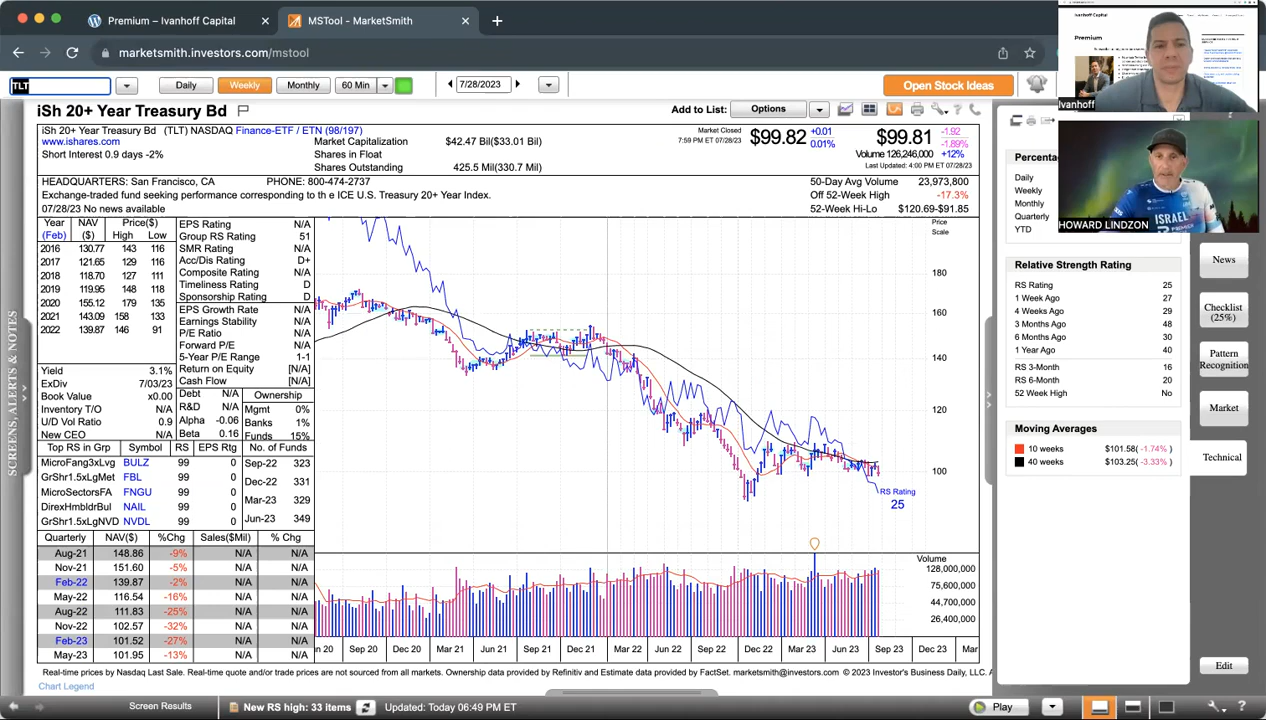 Premium – Ivanhoff Capital
MSTool - MarketSmith
marketsmith.investors.com/mstool
TLT
Daily
Weekly
Monthly
60 Min
7/28/2023
Open Stock Ideas
iSh 20+ Year Treasury Bd
Add to List:
Options
iSh 20+ Year Treasury Bd (TLT) NASDAQ Finance-ETF / ETN (98/197)
www.ishares.com
Short Interest 0.9 days -2%
Market Capitalization $42.47 Bil($33.01 Bil)
Shares in Float
Shares Outstanding 425.5 Mil(330.7 Mil)
Market Closed
7:59 PM ET 07/28/23
$99.82 +0.01
0.01%
$99.81 -1.92
-1.89%
Volume 126,246,000 +12%
Last Updated: 4:00 PM ET 07/28/23
HEADQUARTERS: San Francisco, CA PHONE: 800-474-2737
Exchange-traded fund seeking performance corresponding to th e ICE U.S. Treasury 20+ Year Index.
07/28/23 No news available
50-Day Avg Volume 23,973,800
Off 52-Week High -17.3%
52-Week Hi-Lo $120.69-$91.85
Year NAV Price($)
(Feb) ($) High Low
2016 130.77 143 116
2017 121.65 129 116
2018 118.70 127 111
2019 119.95 148 118
2020 155.12 179 135
2021 143.09 158 133
2022 139.87 146 91
Yield 3.1%
ExDiv 7/03/23
Book Value x0.00
Inventory T/O N/A
U/D Vol Ratio 0.9
New CEO N/A
EPS Rating N/A
Group RS Rating 51
SMR Rating N/A
Acc/Dis Rating D+
Composite Rating N/A
Timeliness Rating D
Sponsorship Rating D
EPS Growth Rate N/A
Earnings Stability N/A
P/E Ratio N/A
Forward P/E N/A
5-Year P/E Range 1-1
Return on Equity [N/A]
Cash Flow [N/A]
Debt N/A
R&D N/A
Alpha -0.06
Beta 0.16
Ownership
Mgmt 0%
Banks 1%
Funds 15%
Top RS in Grp Symbol RS EPS Rtg
MicroFang3xLvg BULZ 99 0
GrShr1.5xLgMet FBL 99 0
MicroSectorsFA FNGU 99 0
DirexHmbldrBul NAIL 99 0
GrShr1.5xLgNVD NVDL 99 0
No. of Funds
Sep-22 323
Dec-22 331
Mar-23 329
Jun-23 349
Quarterly NAV($) %Chg Sales($Mil) % Chg
Aug-21 148.86 -9% N/A N/A
Nov-21 151.60 -5% N/A N/A
Feb-22 139.87 -2% N/A N/A
May-22 116.54 -16% N/A N/A
Aug-22 111.83 -25% N/A N/A
Nov-22 102.57 -32% N/A N/A
Feb-23 101.52 -27% N/A N/A
May-23 101.95 -13% N/A N/A
Price
Scale
180
160
140
120
100
RS Rating
25
Volume
128,000,000
75,600,000
44,700,000
26,400,000
n 20 Sep 20 Dec 20 Mar 21 Jun 21 Sep 21 Dec 21 Mar 22 Jun 22 Sep 22 Dec 22 Mar 23 Jun 23 Sep 23 Dec 23 Mar
Real-time prices by Nasdaq Last Sale. Real-time quote and/or trade prices are not sourced from all markets. Ownership data provided by Refinitiv and Estimate data provided by FactSet. marketsmith@investors.com © 2023 Investor's Business Daily, LLC. A
Chart Legend
SCREENS, ALERTS & NOTES
Screen Results
New RS high: 33 items
Updated: Today 06:49 PM ET
Play
Ivanhoff Capital
Premium
Ivanhoff
HOWARD LINDZON
ISRAEL
PREMIER
Percentag
Daily
Weekly
Monthly
Quarterly
YTD
Relative Strength Rating
RS Rating 25
1 Week Ago 27
4 Weeks Ago 29
3 Months Ago 48
6 Months Ago 30
1 Year Ago 40
RS 3-Month 16
RS 6-Month 20
52 Week High No
Moving Averages
10 weeks $101.58( -1.74% )
40 weeks $103.25( -3.33% )
News
Checklist
(25%)
Pattern
Recognition
Market
Technical
Edit